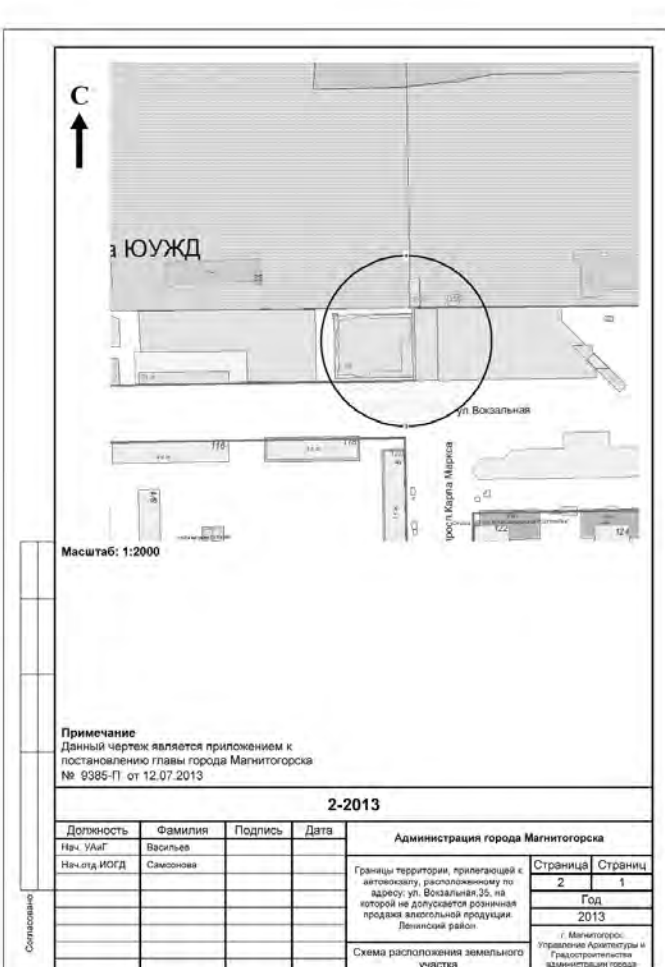 С
а ЮУЖД
ул.Вокзальная
116
118
просп.Карла Маркса
122
124
Масштаб: 1:2000
Примечание
Данный чертеж является приложением к
постановлению главы города Магнитогорска
№ 9385-П от 12.07.2013
2-2013
Должность Фамилия Подпись Дата
Администрация города Магнитогорска
Нач. УАиГ Васильев
Нач.отд.ИОГД Самсонова
Границы территории, прилегающей к
автовокзалу, расположенному по
адресу: ул. Вокзальная,35, на
которой не допускается розничная
продажа алкогольной продукции.
Ленинский район
Страница Страниц
2 1
Год
2013
г. Магнитогорск
Управление Архитектуры и
Градостроительства
администрации города
Схема расположения земельного
участка
Согласовано